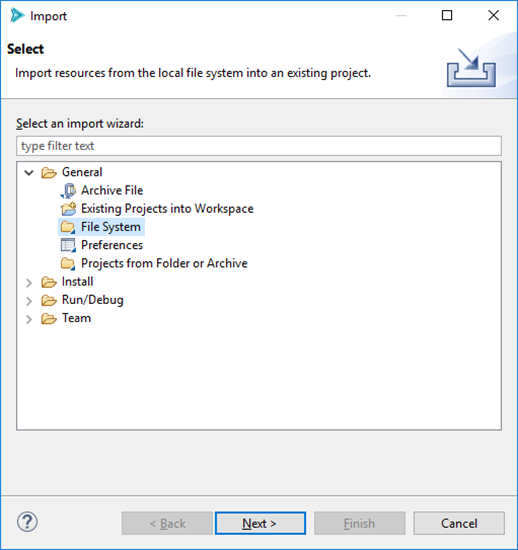 Import
Select
Import resources from the local file system into an existing project.
Select an import wizard:
type filter text
General
Archive File
Existing Projects into Workspace
File System
Preferences
Projects from Folder or Archive
Install
Run/Debug
Team
? < Back Next > Finish Cancel